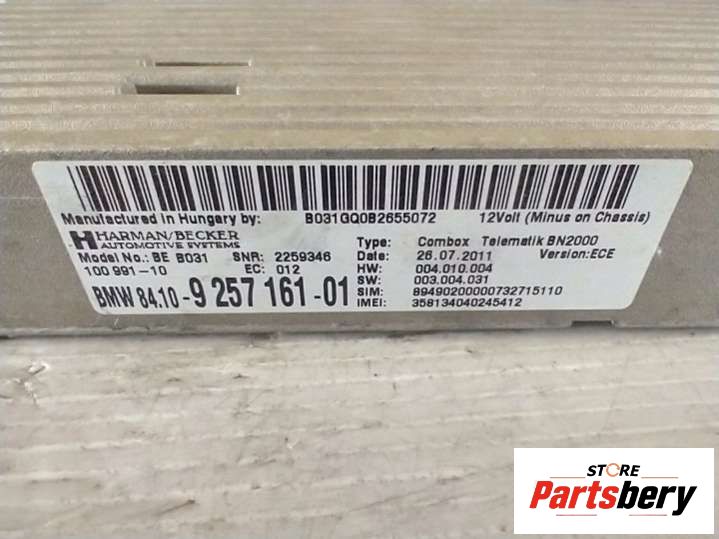 Manufactured in Hungary by: B031GQ0B2655072 12Volt (Minus on Chassis)
HARMAN/BECKER
AUTOMOTIVE SYSTEMS
Type: Combox Telematik BN2000
Model No.: BE B031 SNR: 2259346 Date: 26.07.2011 Version:ECE
100 991-10 EC: 012 HW: 004.010.004
SW: 003.004.031
BMW 84.10-9 257 161-01 SIM: 89490200000732715110
IMEI: 358134040245412
STORE
Partsbery